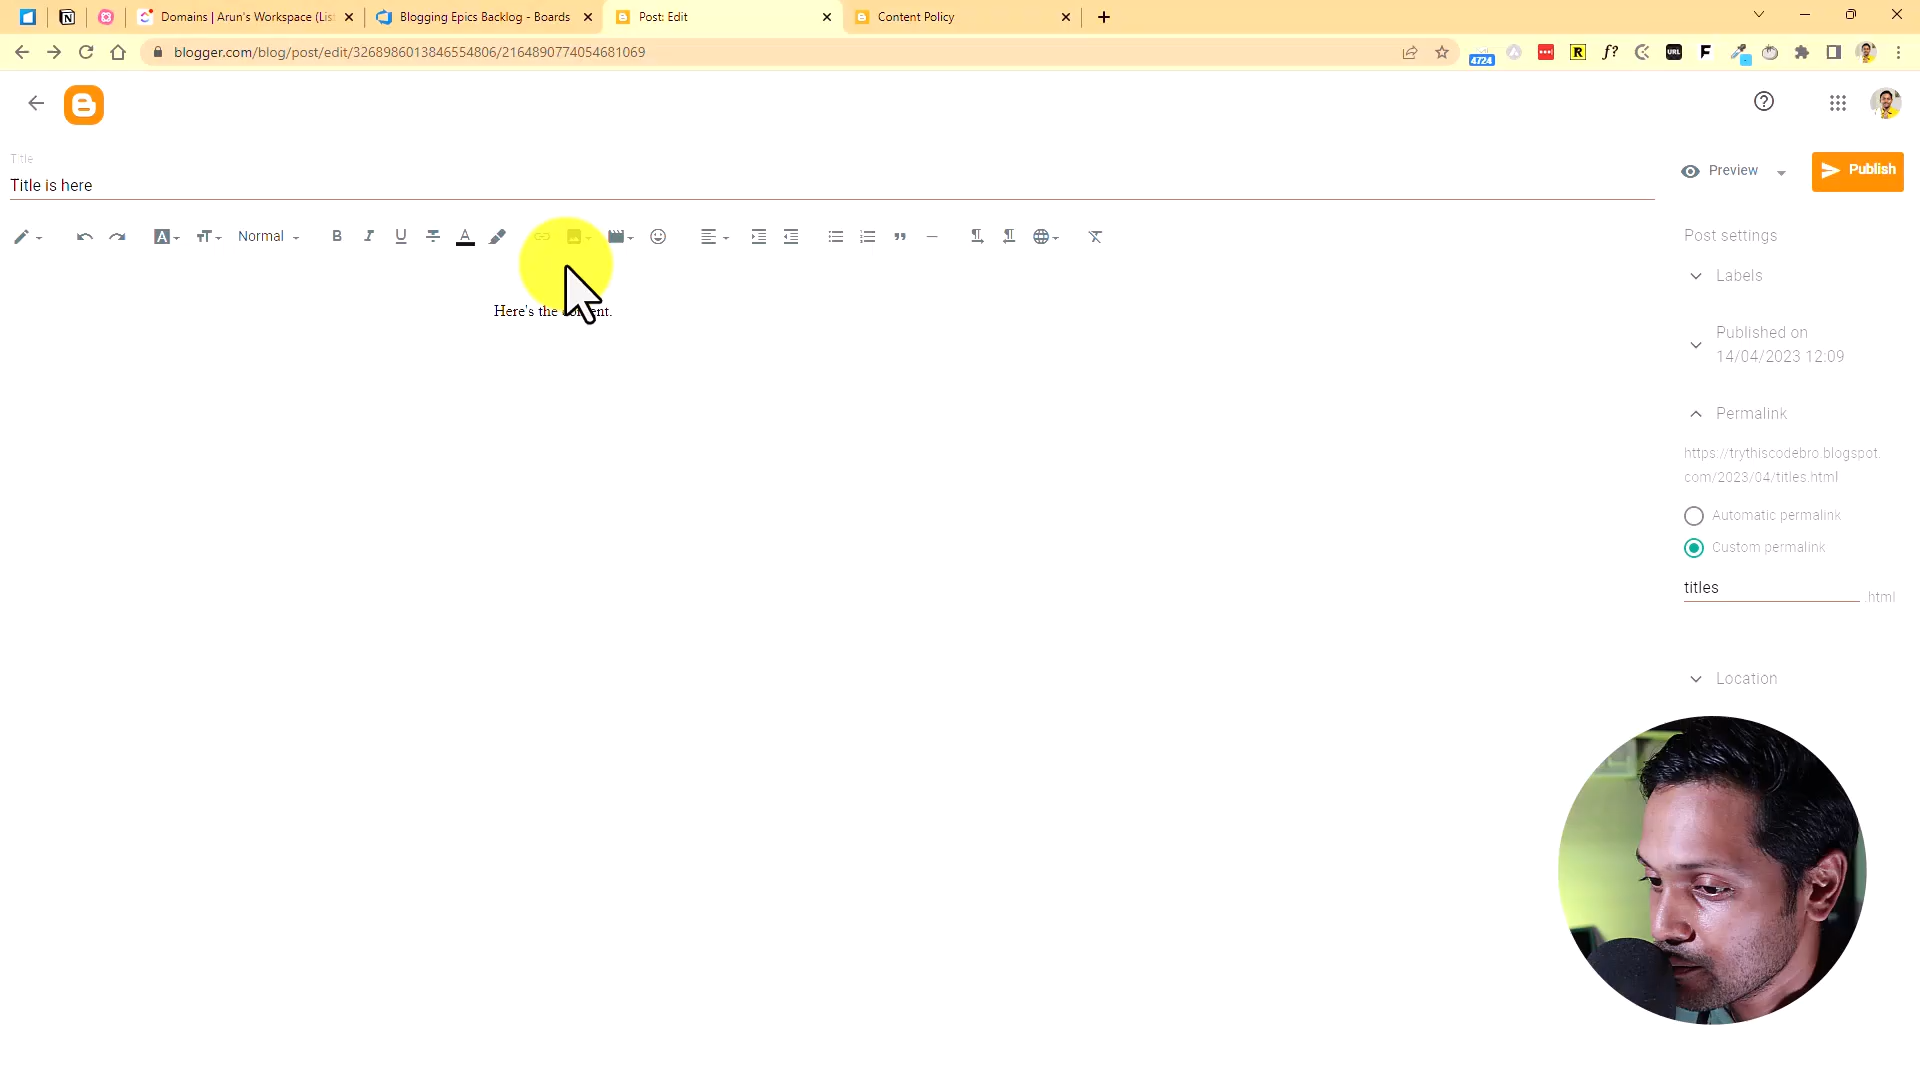 Domains | Arun's Workspace (Lis
Blogging Epics Backlog - Boards
Post: Edit
Content Policy
blogger.com/blog/post/edit/3268986013846554806/2164890774054681069
4724
R
f?
URL
F
Title
Title is here
Preview
Publish
Normal
B
I
U
A
Here's the
nt.
Post settings
Labels
Published on
14/04/2023 12:09
Permalink
https://trythiscodebro.blogspot.
com/2023/04/titles.html
Automatic permalink
Custom permalink
titles
.html
Location